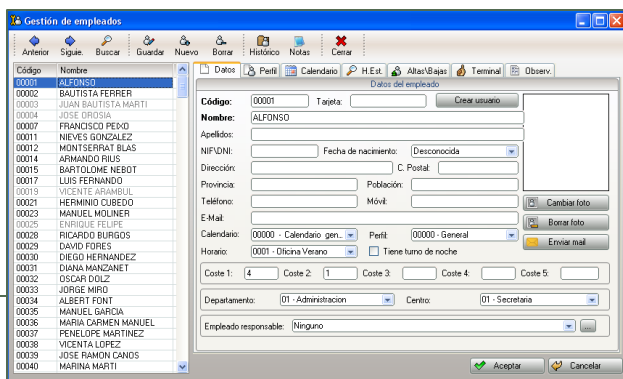 Gestión de empleados
Anterior Siguie. Buscar Guardar Nuevo Borrar Histórico Notas Cerrar
Código Nombre
00001 ALFONSO
00002 BAUTISTA FERRER
00003 JUAN BAUTISTA MARTI
00004 JOSE OROSIA
00007 FRANCISCO PEIXO
00011 NIEVES GONZALEZ
00012 MONTSERRAT BLAS
00014 ARMANDO RIUS
00015 BARTOLOME NEBOT
00017 LUIS FERNANDO
00019 VICENTE ARAMBUL
00021 HERMINIO CUBEDO
00023 MANUEL MOLINER
00025 ENRIQUE FELIPE
00028 RICARDO BURGOS
00029 DAVID FORES
00030 DIEGO HERNANDEZ
00031 DIANA MANZANET
00032 OSCAR DOLZ
00033 JORGE MIRO
00034 ALBERT FONT
00035 MANUEL GARCIA
00036 MARIA CARMEN MANUEL
00037 PENELOPE MARTINEZ
00038 VICENTA LOPEZ
00039 JOSE RAMON CANOS
00040 MARINA MARTI
Datos Perfil Calendario H.Est. Altas\Bajas Terminal Observ.
Datos del empleado
Código: 00001 Tarjeta: Crear usuario
Nombre: ALFONSO
Apellidos:
NIF\DNI: Fecha de nacimiento: Desconocida
Dirección: C. Postal:
Provincia: Población:
Teléfono: Móvil: Cambiar foto
E-Mail: Borrar foto
Calendario: 00000 - Calendario gen... Perfil: 00000 - General Enviar mail
Horario: 0001 - Oficina Verano Tiene turno de noche
Coste 1: 4 Coste 2: 1 Coste 3: Coste 4: Coste 5:
Departamento: 01 - Administracion Centro: 01 - Secretaria
Empleado responsable: Ninguno ...
Aceptar Cancelar